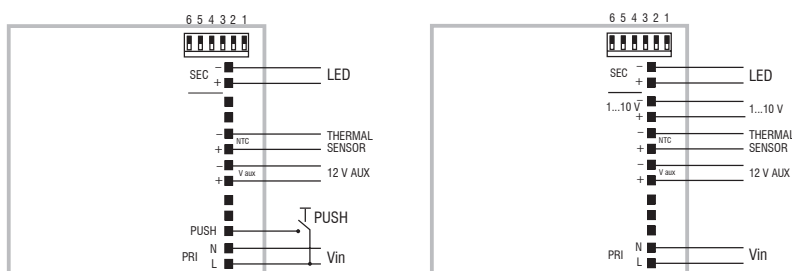 6 5 4 3 2 1
SEC
−
+
LED
−
+
NTC
THERMAL
SENSOR
−
+
V aux
12 V AUX
PUSH
PUSH
PRI
N
L
Vin
6 5 4 3 2 1
SEC
−
+
LED
1...10 V
−
+
1...10 V
−
+
NTC
THERMAL
SENSOR
−
+
V aux
12 V AUX
PRI
N
L
Vin